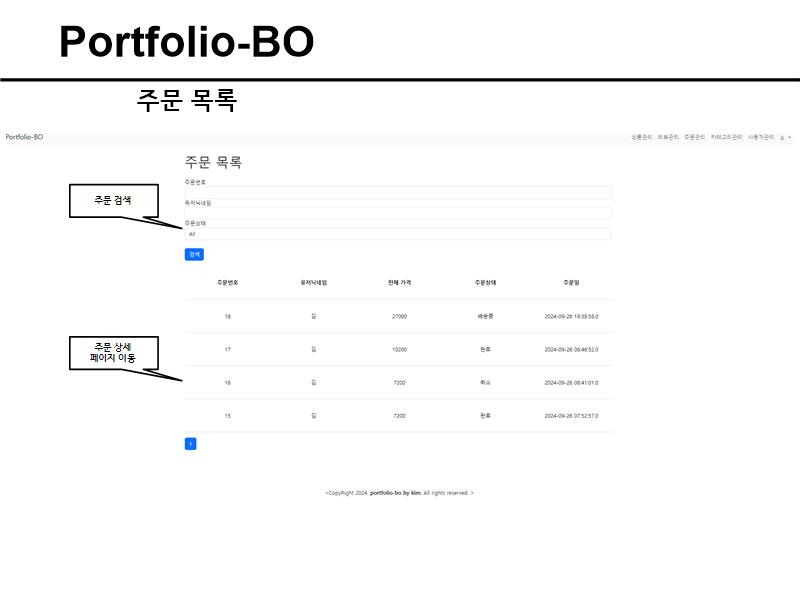 Portfolio-BO
주문 목록
Portfolio-BO
상품관리 리뷰관리 주문관리 카테고리관리 사용자관리
주문 목록
주문번호
유저닉네임
주문상태
All
주문 검색
검색
주문번호 유저닉네임 전체 가격 주문상태 주문일
18 김 27000 배송중 2024-09-26 19:38:58.0
17 김 10200 완료 2024-09-26 08:46:52.0
주문 상세
페이지 이동
16 김 7200 취소 2024-09-26 08:41:01.0
15 김 7200 완료 2024-09-26 07:52:57.0
1
<CopyRight 2024. portfolio-bo by kim. All rights reserved. >